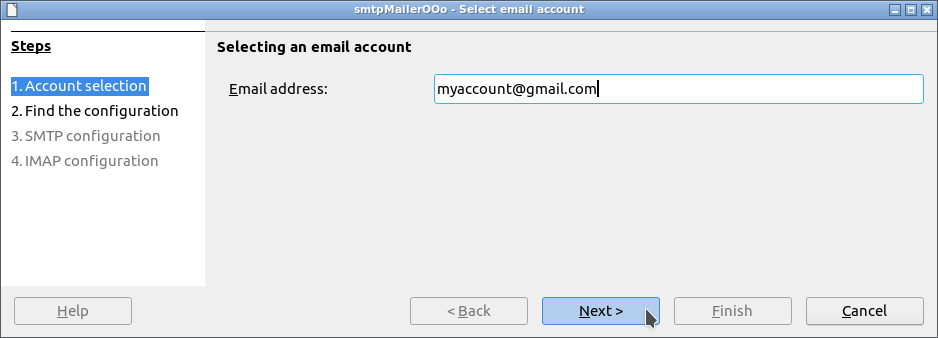 smtpMailerOOo - Select email account
Steps
Selecting an email account
1. Account selection
Email address:
myaccount@gmail.com
2. Find the configuration
3. SMTP configuration
4. IMAP configuration
Help
< Back
Next >
Finish
Cancel